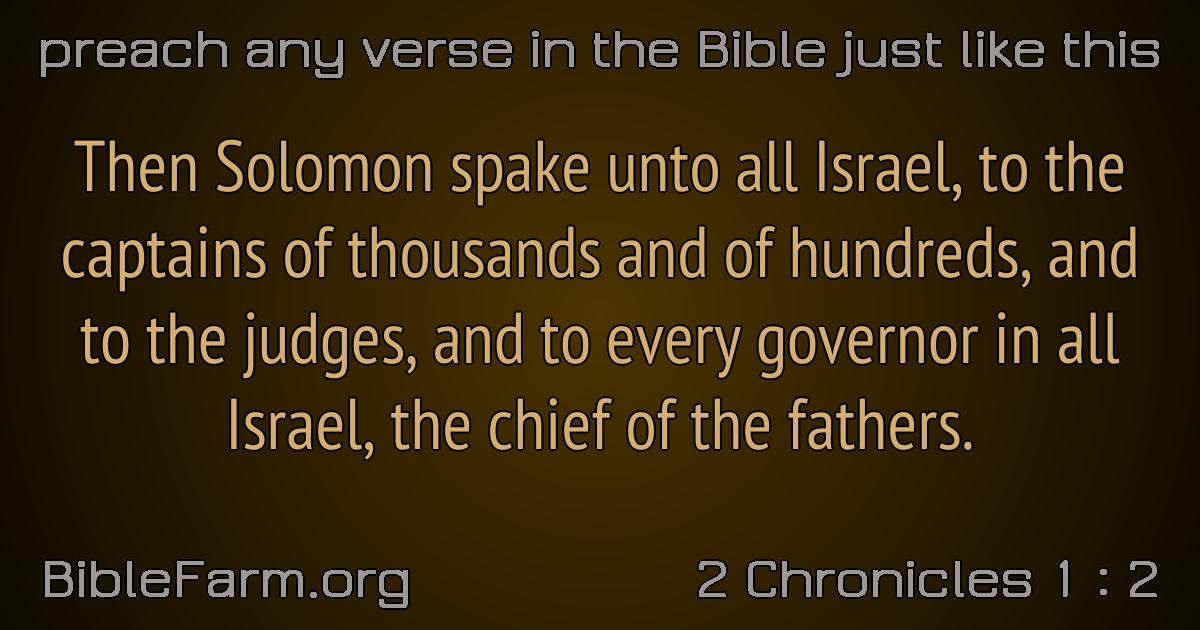 preach any verse in the Bible just like this
Then Solomon spake unto all Israel, to the
captains of thousands and of hundreds, and
to the judges, and to every governor in all
Israel, the chief of the fathers.
BibleFarm.org
2 Chronicles 1 : 2